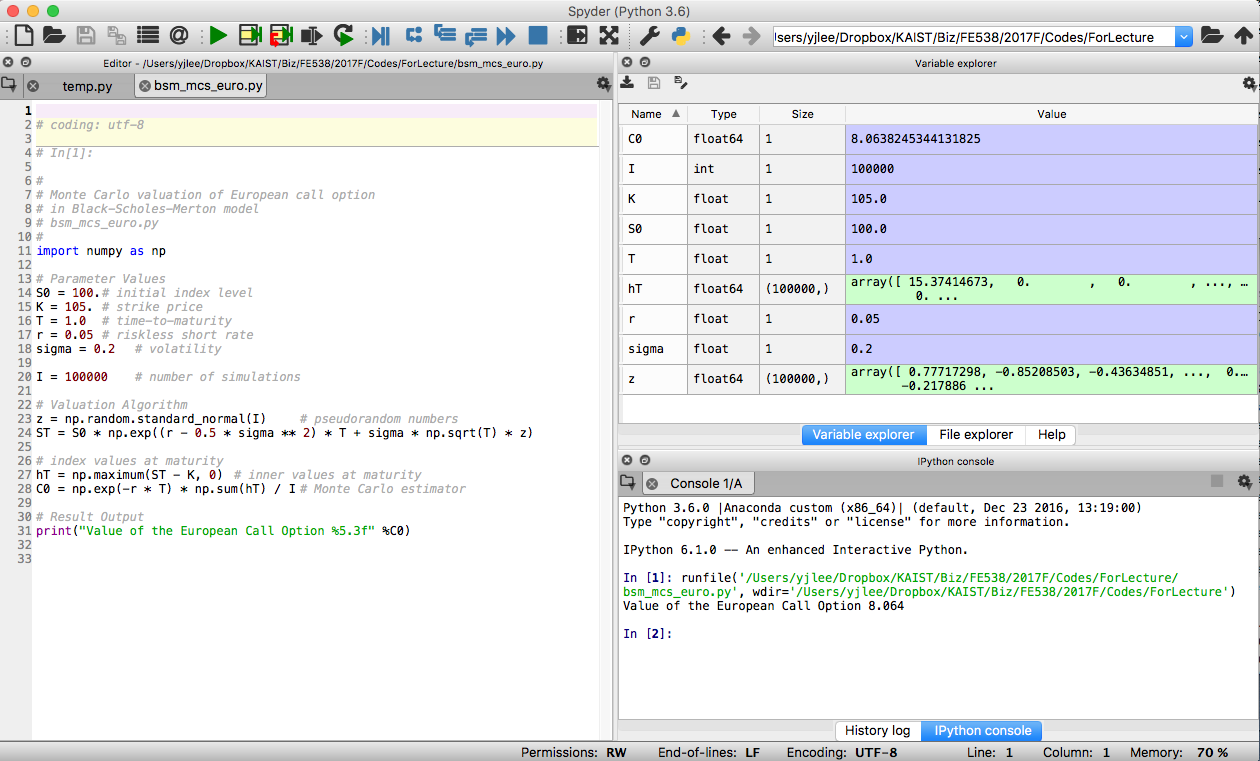 Spyder (Python 3.6)
sers/yjlee/Dropbox/KAIST/Biz/FE538/2017F/Codes/ForLecture
Editor - /Users/yjlee/Dropbox/KAIST/Biz/FE538/2017F/Codes/ForLecture/bsm_mcs_euro.py
temp.py
bsm_mcs_euro.py
1
2 # coding: utf-8
3
4 # In[1]:
5
6 #
7 # Monte Carlo valuation of European call option
8 # in Black-Scholes-Merton model
9 # bsm_mcs_euro.py
10 #
11 import numpy as np
12
13 # Parameter Values
14 S0 = 100.# initial index level
15 K = 105. # strike price
16 T = 1.0  # time-to-maturity
17 r = 0.05 # riskless short rate
18 sigma = 0.2   # volatility
19
20 I = 100000    # number of simulations
21
22 # Valuation Algorithm
23 z = np.random.standard_normal(I)     # pseudorandom numbers
24 ST = S0 * np.exp((r - 0.5 * sigma ** 2) * T + sigma * np.sqrt(T) * z)
25
26 # index values at maturity
27 hT = np.maximum(ST - K, 0)  # inner values at maturity
28 C0 = np.exp(-r * T) * np.sum(hT) / I # Monte Carlo estimator
29
30 # Result Output
31 print("Value of the European Call Option %5.3f" %C0)
32
33
Variable explorer
Name Type Size Value
C0 float64 1 8.0638245344131825
I int 1 100000
K float 1 105.0
S0 float 1 100.0
T float 1 1.0
hT float64 (100000,) array([ 15.37414673,   0.        ,   0.        , ..., …
0. ...
r float 1 0.05
sigma float 1 0.2
z float64 (100000,) array([ 0.77717298, -0.85208503, -0.43634851, ...,  0.…
-0.217886 ...
Variable explorer File explorer Help
IPython console
Console 1/A
Python 3.6.0 |Anaconda custom (x86_64)| (default, Dec 23 2016, 13:19:00)
Type "copyright", "credits" or "license" for more information.
IPython 6.1.0 -- An enhanced Interactive Python.
In [1]: runfile('/Users/yjlee/Dropbox/KAIST/Biz/FE538/2017F/Codes/ForLecture/
bsm_mcs_euro.py', wdir='/Users/yjlee/Dropbox/KAIST/Biz/FE538/2017F/Codes/ForLecture')
Value of the European Call Option 8.064
In [2]:
History log IPython console
Permissions: RW End-of-lines: LF Encoding: UTF-8 Line: 1 Column: 1 Memory: 70 %